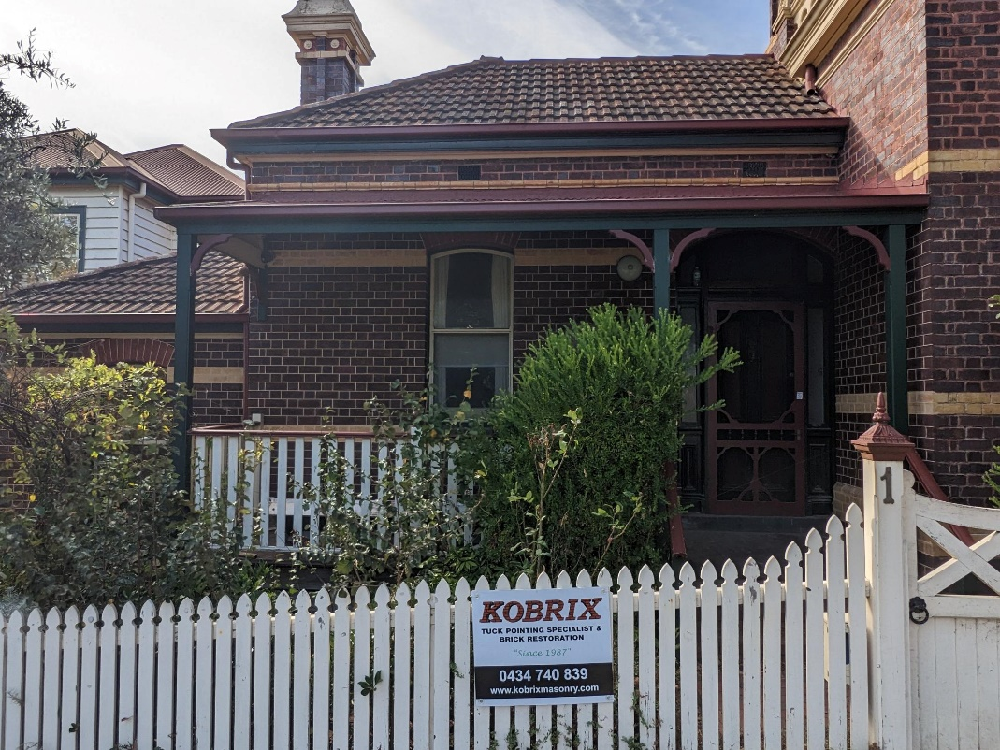 1
KOBRIX
TUCK POINTING SPECIALIST &
BRICK RESTORATION
"Since 1987"
0434 740 839
www.kobrixmasonry.com